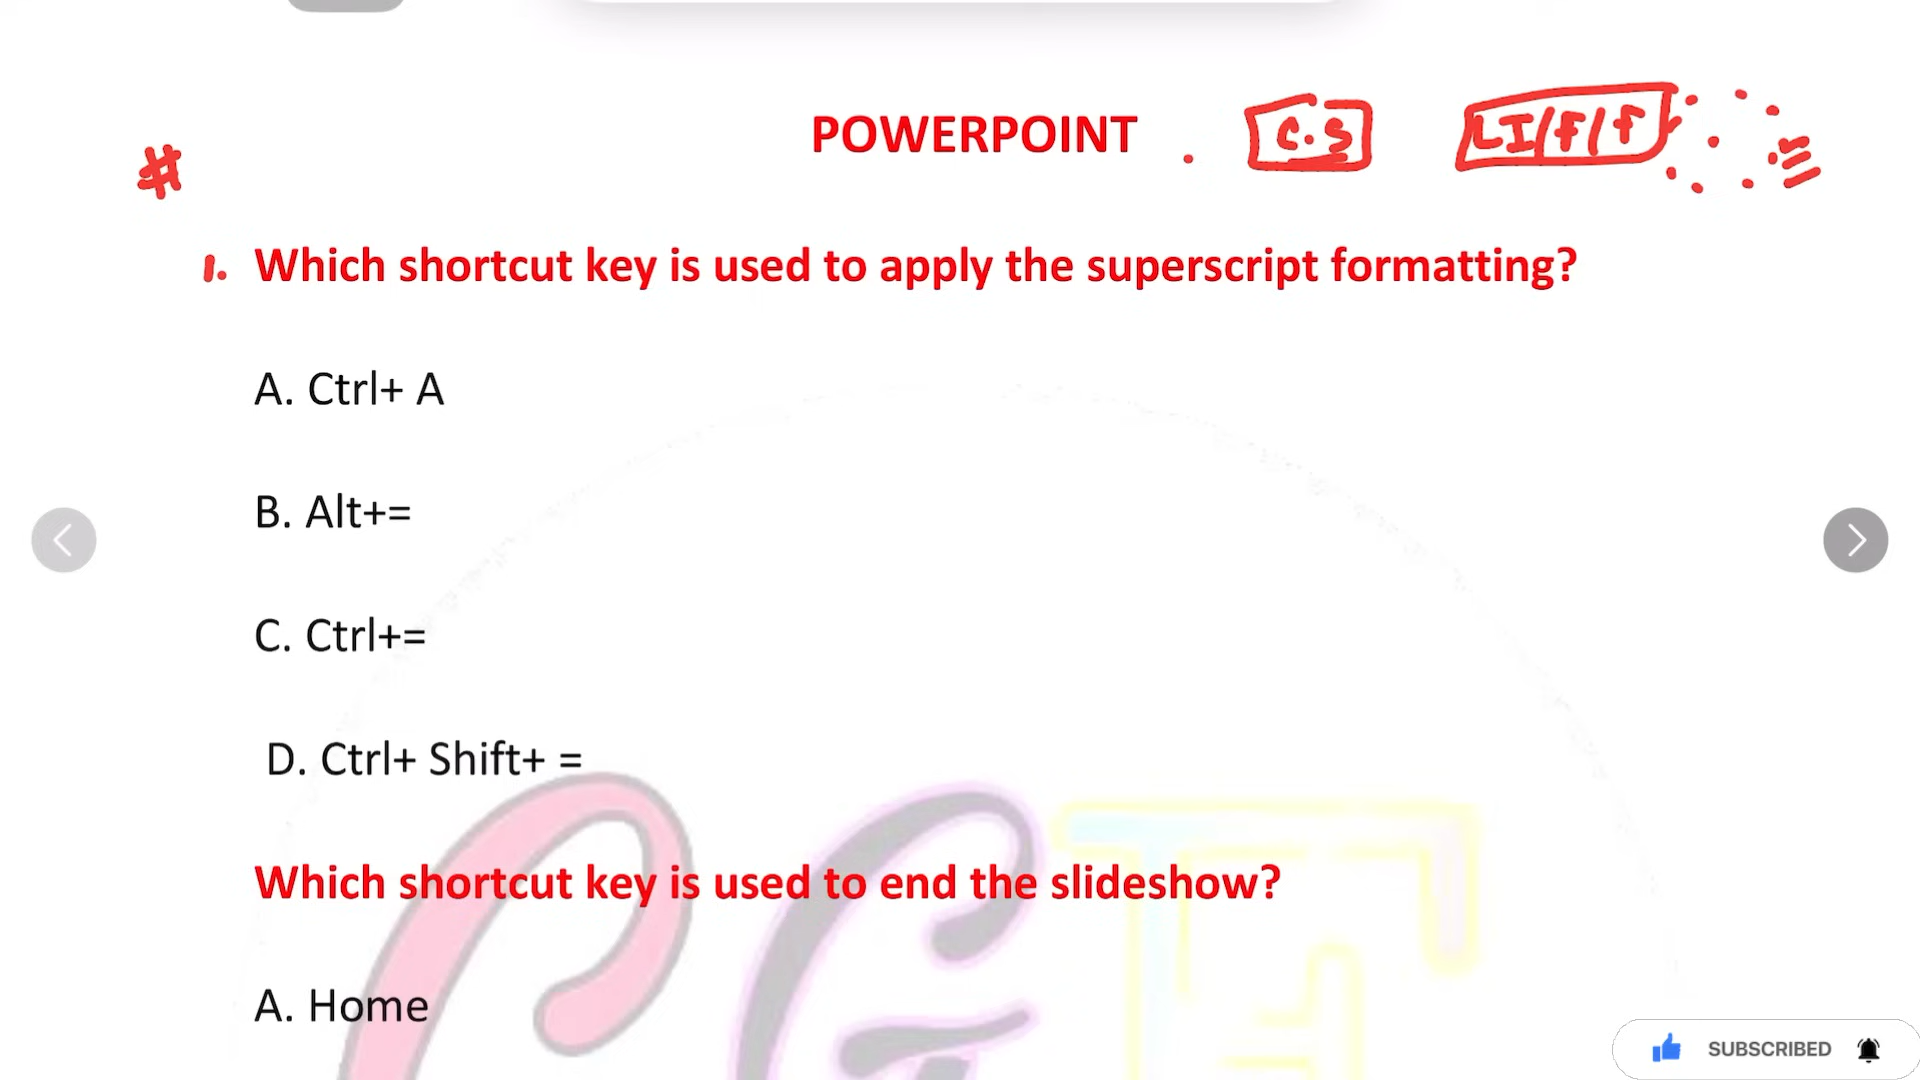 POWERPOINT . C.S LI/f/f
#
1. Which shortcut key is used to apply the superscript formatting?
A. Ctrl+ A
B. Alt+=
C. Ctrl+=
D. Ctrl+ Shift+ =
Which shortcut key is used to end the slideshow?
A. Home
CGF
SUBSCRIBED